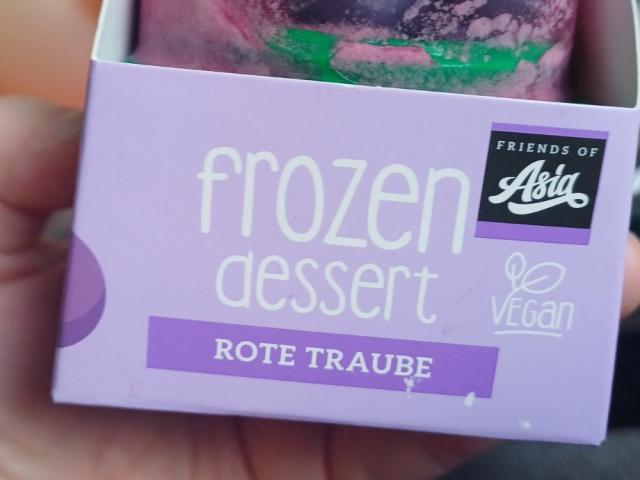 FRIENDS OF
Asia
frozen
dessert
VEGan
ROTE TRAUBE